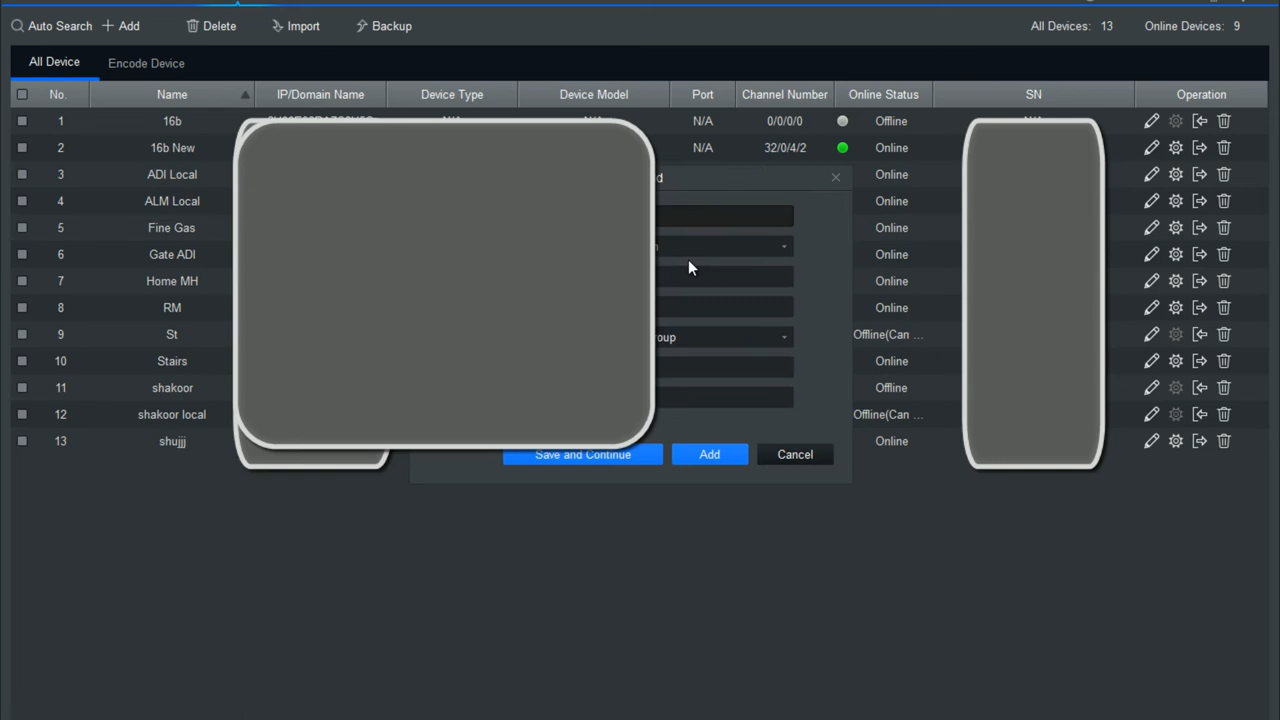 Auto Search Add Delete Import Backup All Devices: 13 Online Devices: 9
All Device Encode Device
No. Name IP/Domain Name Device Type Device Model Port Channel Number Online Status SN Operation
1 16b N/A 0/0/0/0 Offline
2 16b New N/A 32/0/4/2 Online
3 ADI Local Online
4 ALM Local Online
5 Fine Gas Online
6 Gate ADI Online
7 Home MH Online
8 RM Online
9 St Offline(Can ...
10 Stairs Online
11 shakoor Offline
12 shakoor local Offline(Can ...
13 shujjj Online
Save and Continue Add Cancel